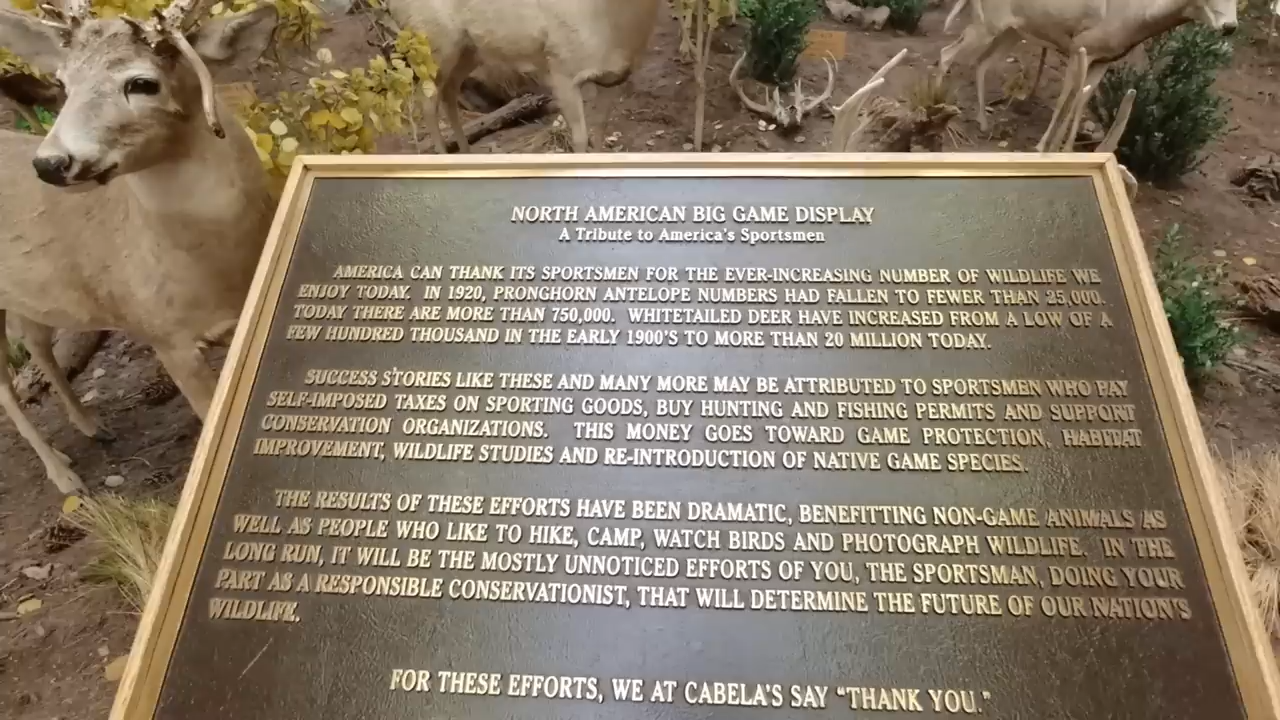 NORTH AMERICAN BIG GAME DISPLAY
A Tribute to America's Sportsmen
AMERICA CAN THANK ITS SPORTSMEN FOR THE EVER-INCREASING NUMBER OF WILDLIFE WE
ENJOY TODAY. IN 1920, PRONGHORN ANTELOPE NUMBERS HAD FALLEN TO FEWER THAN 25,000.
TODAY THERE ARE MORE THAN 750,000. WHITETAILED DEER HAVE INCREASED FROM A LOW OF A
FEW HUNDRED THOUSAND IN THE EARLY 1900'S TO MORE THAN 20 MILLION TODAY.
SUCCESS STORIES LIKE THESE AND MANY MORE MAY BE ATTRIBUTED TO SPORTSMEN WHO PAY
SELF-IMPOSED TAXES ON SPORTING GOODS, BUY HUNTING AND FISHING PERMITS AND SUPPORT
CONSERVATION ORGANIZATIONS. THIS MONEY GOES TOWARD GAME PROTECTION, HABITAT
IMPROVEMENT, WILDLIFE STUDIES AND RE-INTRODUCTION OF NATIVE GAME SPECIES.
THE RESULTS OF THESE EFFORTS HAVE BEEN DRAMATIC, BENEFITTING NON-GAME ANIMALS AS
WELL AS PEOPLE WHO LIKE TO HIKE, CAMP, WATCH BIRDS AND PHOTOGRAPH WILDLIFE. IN THE
LONG RUN, IT WILL BE THE MOSTLY UNNOTICED EFFORTS OF YOU, THE SPORTSMAN, DOING YOUR
PART AS A RESPONSIBLE CONSERVATIONIST, THAT WILL DETERMINE THE FUTURE OF OUR NATION'S
WILDLIFE.
FOR THESE EFFORTS, WE AT CABELA'S SAY "THANK YOU."